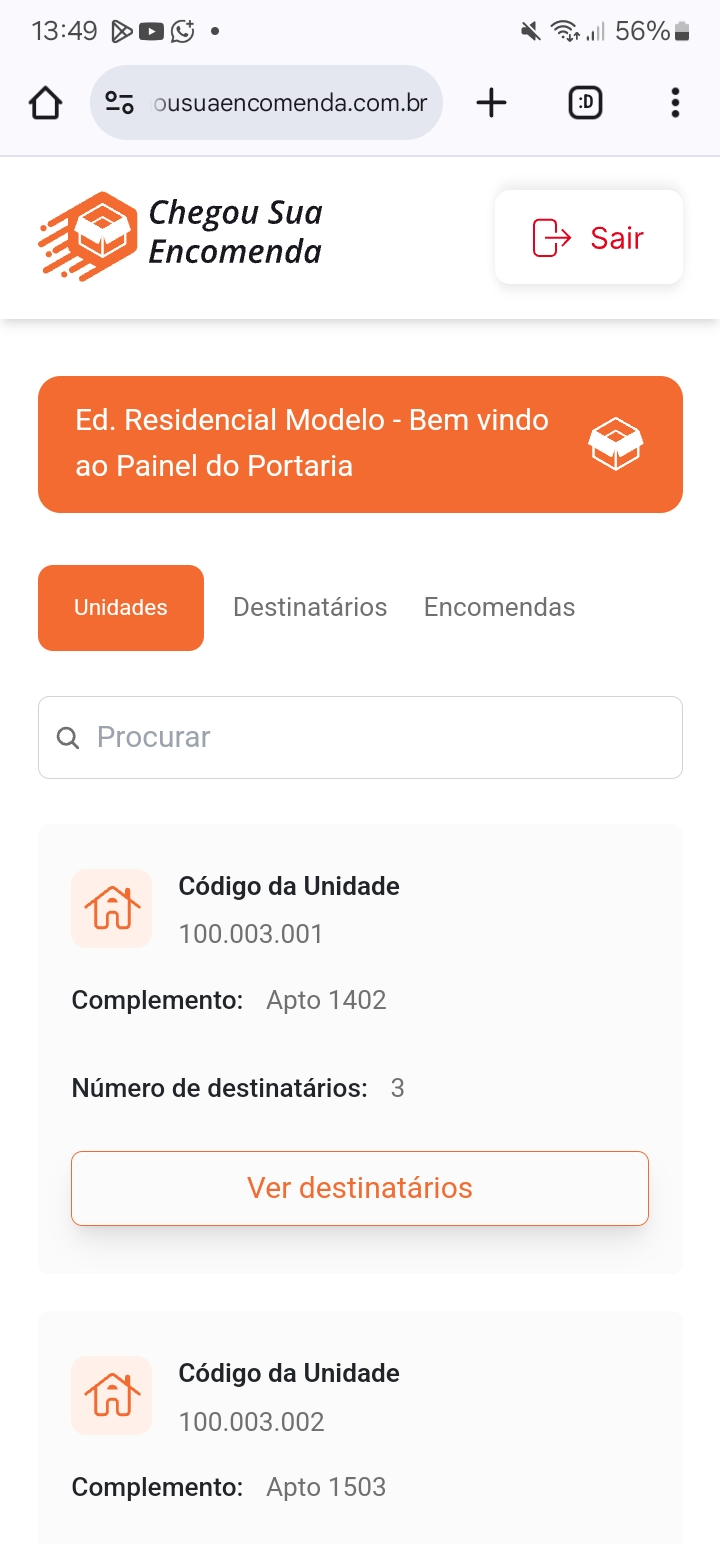 13:49
56%
ousuaencomenda.com.br
:D
Chegou Sua
Encomenda
Sair
Ed. Residencial Modelo - Bem vindo
ao Painel do Portaria
Unidades Destinatários Encomendas
Procurar
Código da Unidade
100.003.001
Complemento: Apto 1402
Número de destinatários: 3
Ver destinatários
Código da Unidade
100.003.002
Complemento: Apto 1503